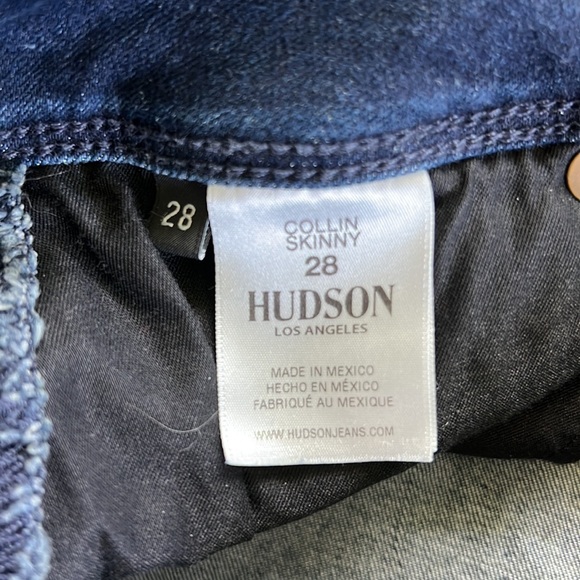 28
COLLIN
SKINNY
28
HUDSON
LOS ANGELES
MADE IN MEXICO
HECHO EN MÉXICO
FABRIQUÉ AU MEXIQUE
WWW.HUDSONJEANS.COM